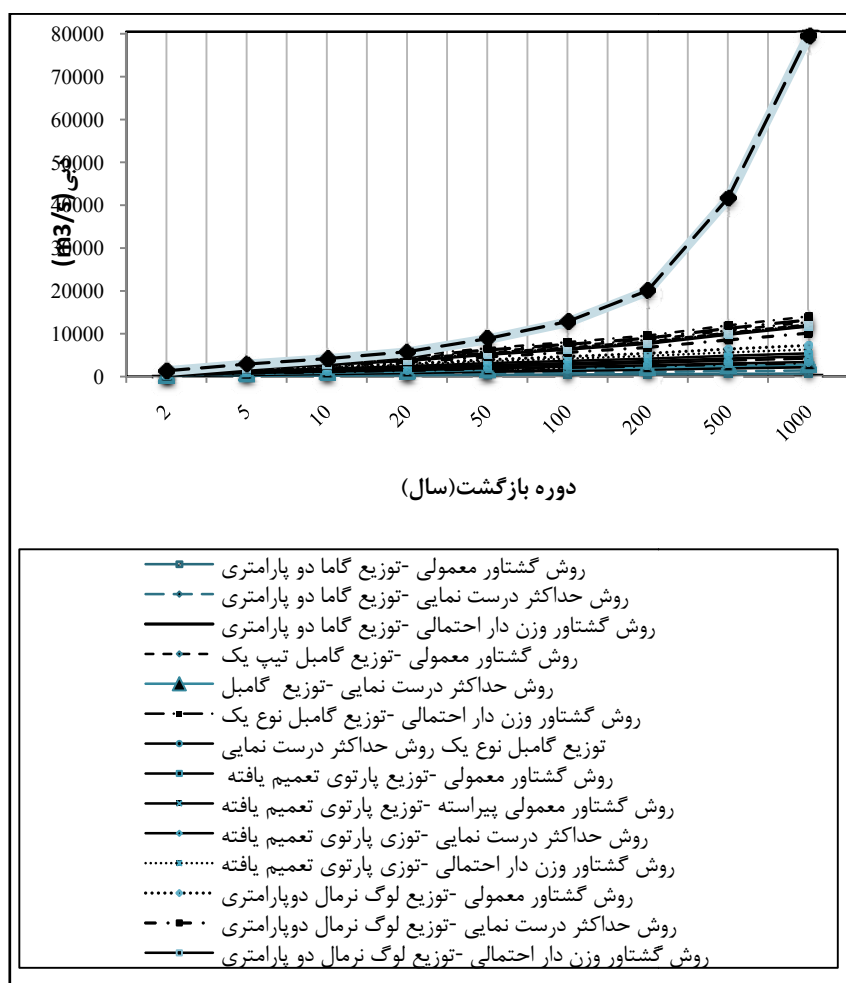 80000
70000
60000
50000
40000
30000
20000
10000
0
دبی(m3/s)
2
5
10
20
50
100
200
500
1000
دوره بازگشت(سال)
روش گشتاور معمولی -توزیع گاما دو پارامتری
روش حداکثر درست نمایی -توزیع گاما دو پارامتری
روش گشتاور وزن دار احتمالی -توزیع گاما دو پارامتری
روش گشتاور معمولی -توزیع گامبل تیپ یک
روش حداکثر درست نمایی -توزیع گامبل
روش گشتاور وزن دار احتمالی -توزیع گامبل نوع یک
توزیع گامبل نوع یک روش حداکثر درست نمایی
روش گشتاور معمولی -توزیع پارتوی تعمیم یافته
روش گشتاور معمولی پیراسته -توزیع پارتوی تعمیم یافته
روش حداکثر درست نمایی -توزی پارتوی تعمیم یافته
روش گشتاور وزن دار احتمالی -توزی پارتوی تعمیم یافته
روش گشتاور معمولی -توزیع لوگ نرمال دوپارامتری
روش حداکثر درست نمایی -توزیع لوگ نرمال دوپارامتری
روش گشتاور وزن دار احتمالی -توزیع لوگ نرمال دو پارامتری